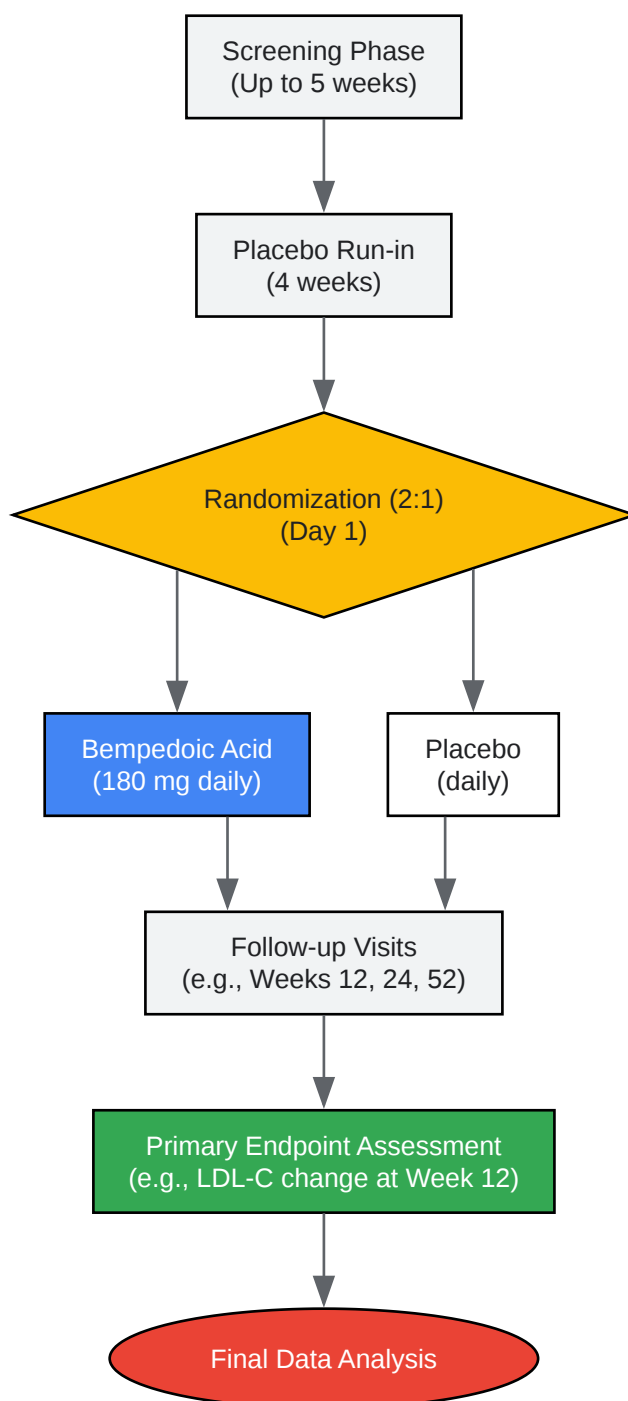 Screening Phase
(Up to 5 weeks)
Placebo Run-in
(4 weeks)
Randomization (2:1)
(Day 1)
Bempedoic Acid
(180 mg daily)
Placebo
(daily)
Follow-up Visits
(e.g., Weeks 12, 24, 52)
Primary Endpoint Assessment
(e.g., LDL-C change at Week 12)
Final Data Analysis